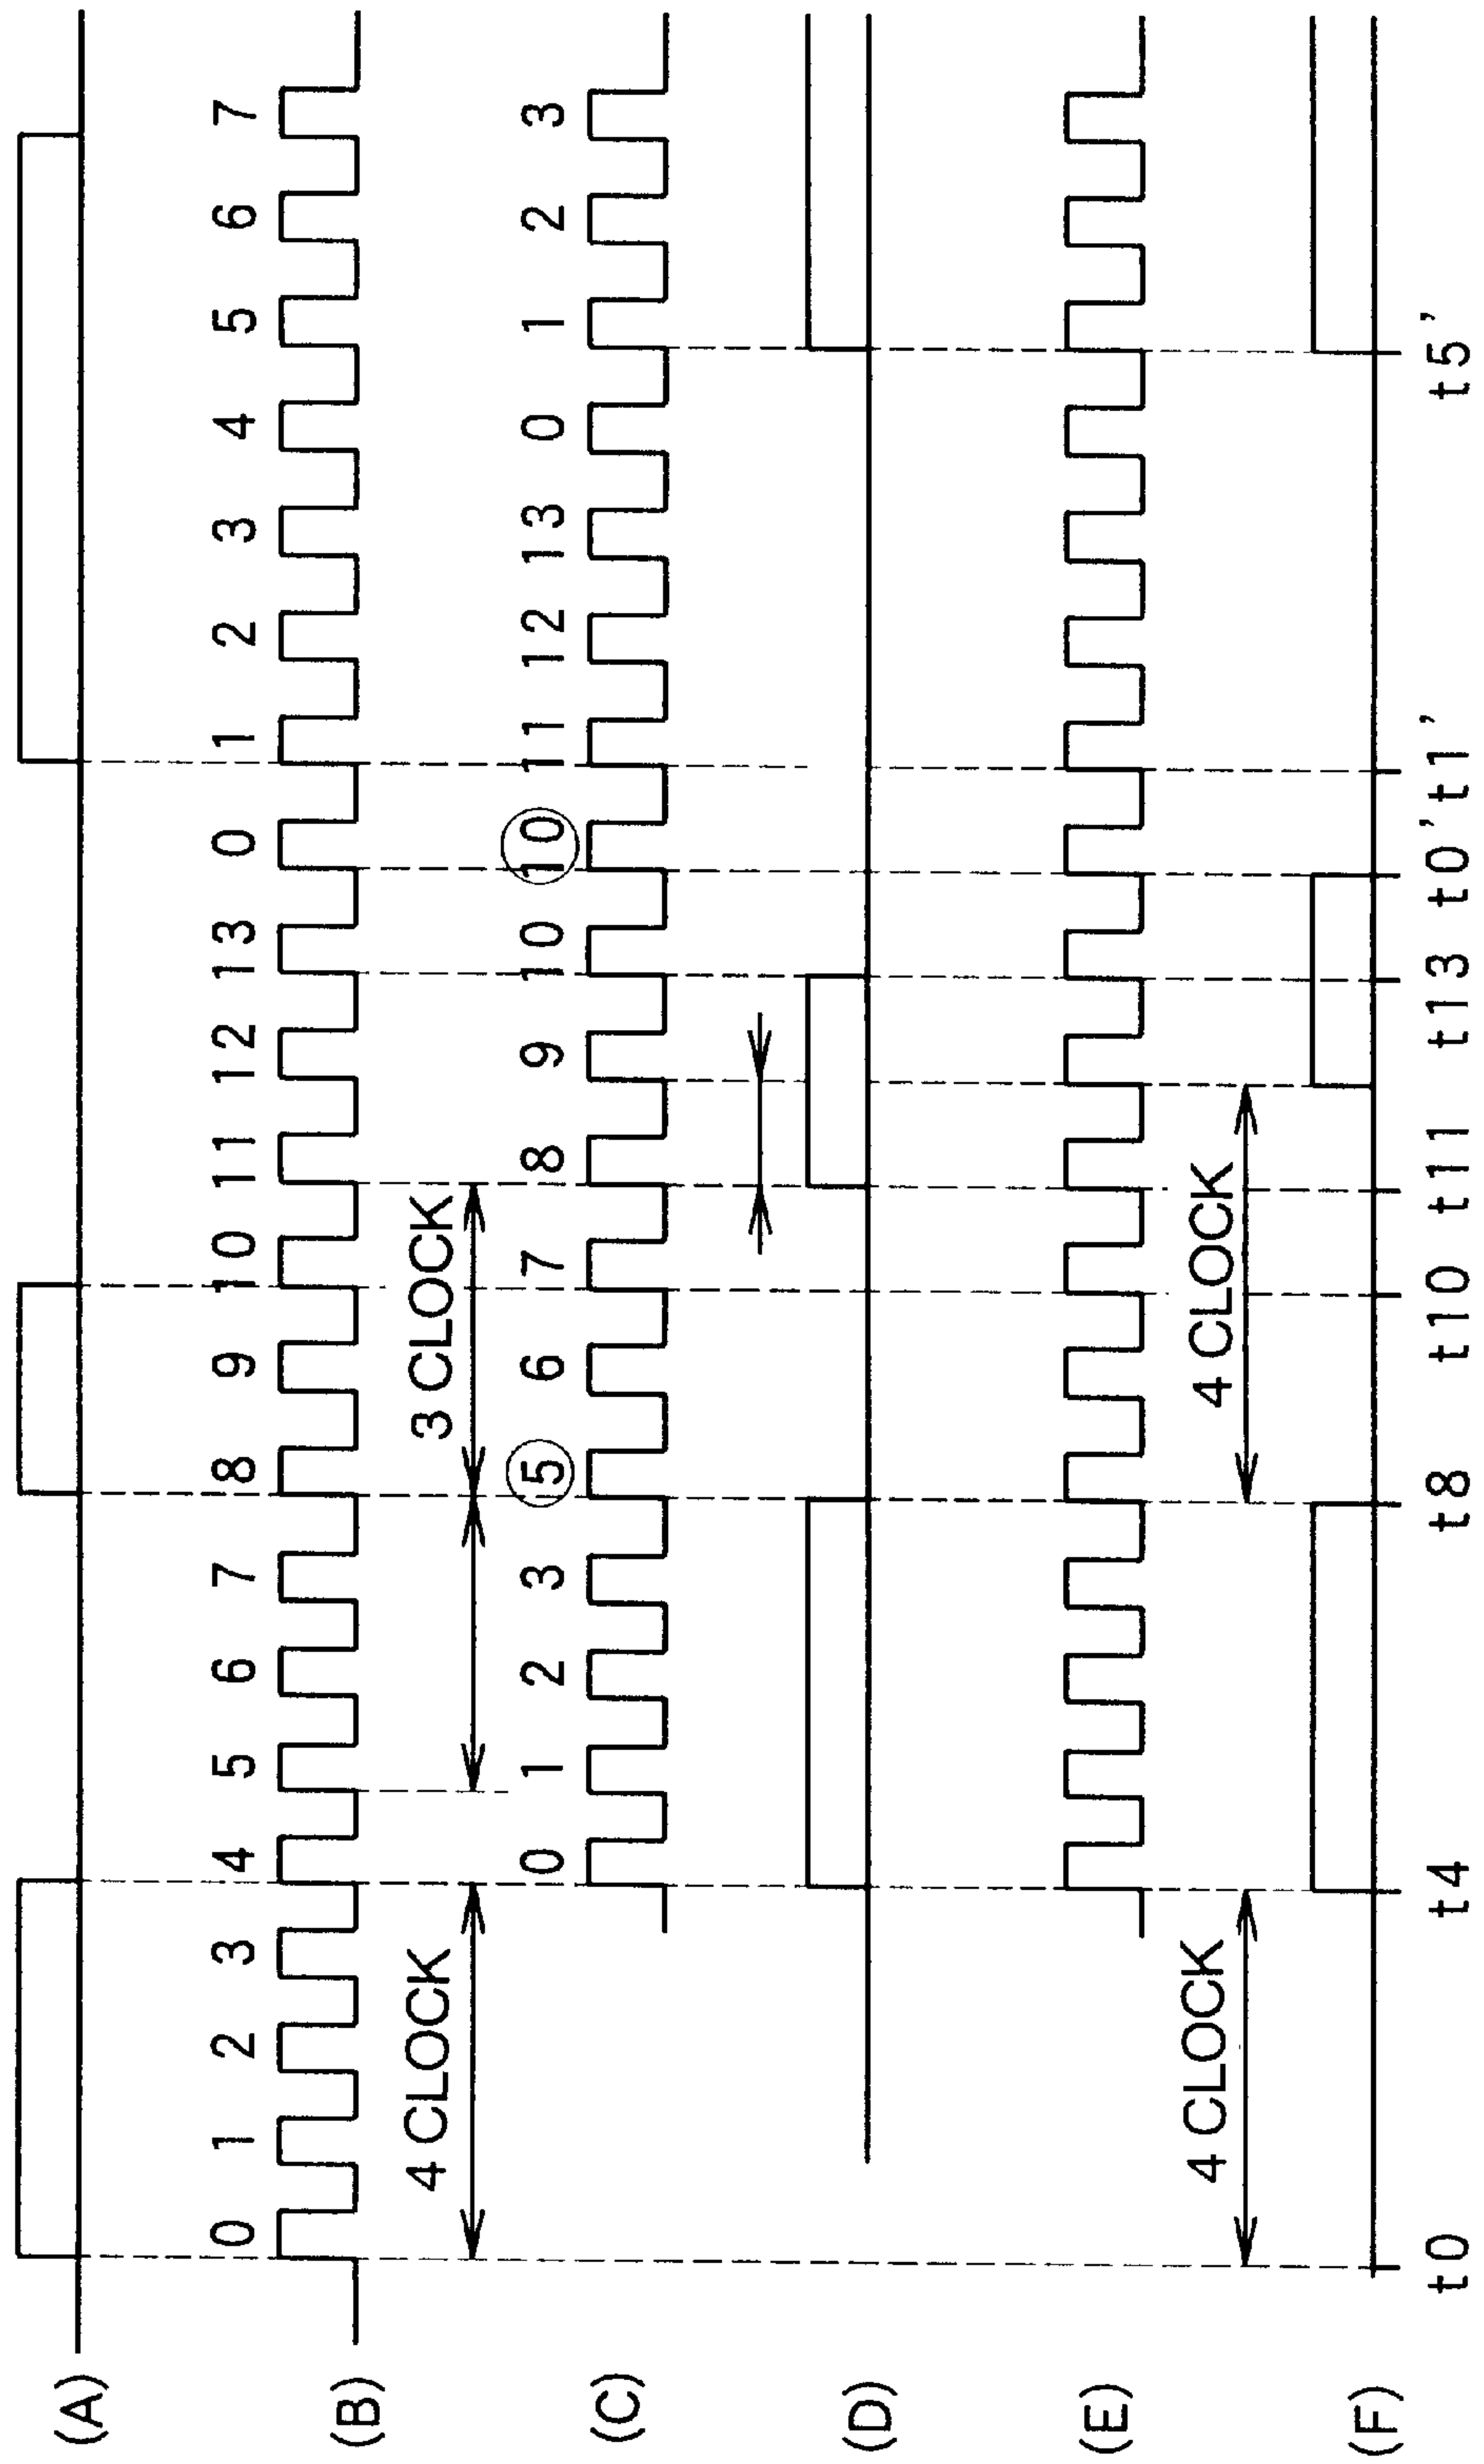 (A)
(B) 0 1 2 3 4 5 6 7 8 9 10 11 12 13 0 1 2 3 4 5 6 7
4 CLOCK 3 CLOCK
(C) 0 1 2 3 5 6 7 8 9 10 10 11 12 13 0 1 2 3
(D)
(E)
4 CLOCK 4 CLOCK
(F)
t0 t4 t8 t10 t11 t13 t0' t1' t5'